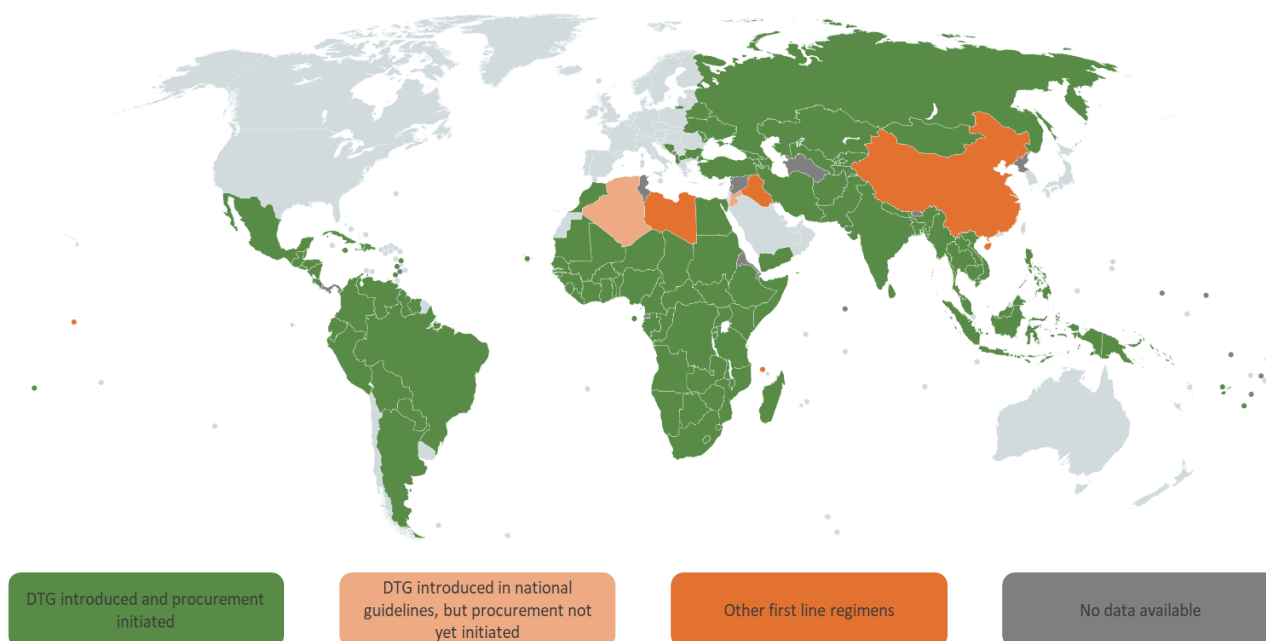 DTG introduced and procurement
initiated
DTG introduced in national
guidelines, but procurement not
yet initiated
Other first line regimens
No data available